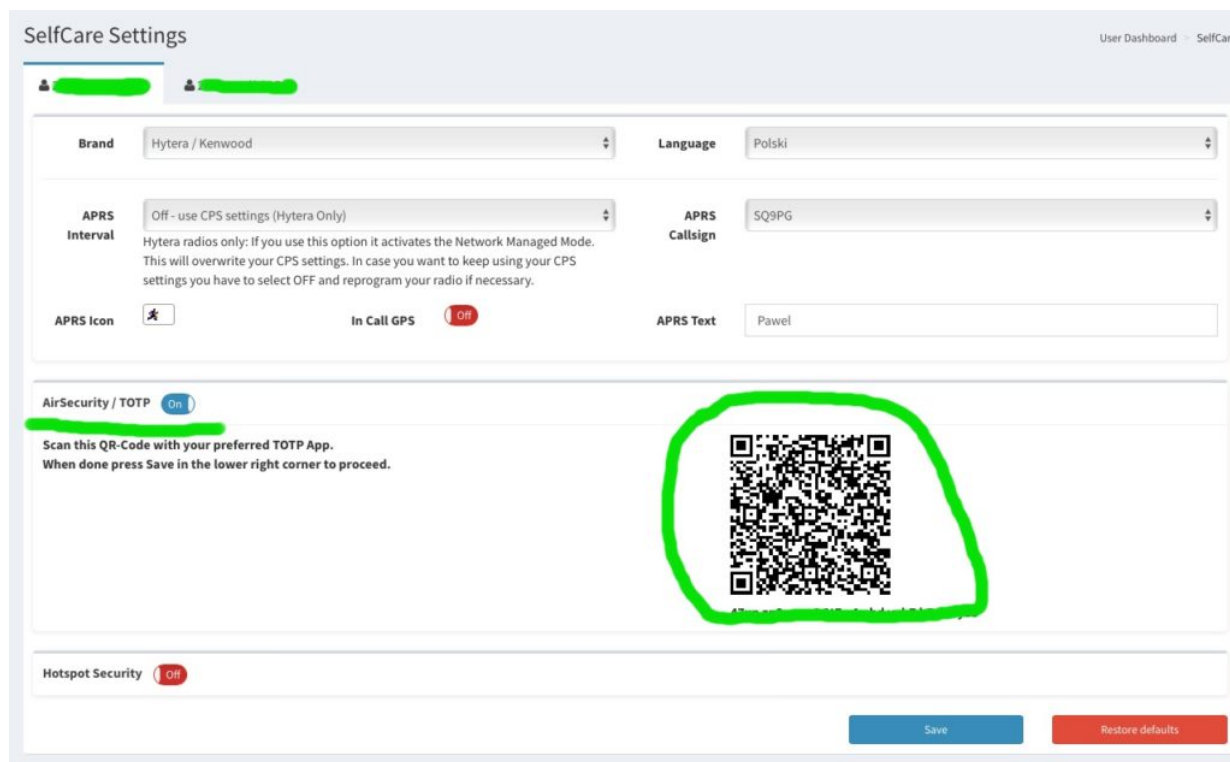 SelfCare Settings
User Dashboard > SelfCar
Brand
Hytera / Kenwood
Language
Polski
APRS Interval
Off - use CPS settings (Hytera Only)
APRS Callsign
SQ9PG
Hytera radios only: If you use this option it activates the Network Managed Mode.
This will overwrite your CPS settings. In case you want to keep using your CPS
settings you have to select OFF and reprogram your radio if necessary.
APRS Icon
In Call GPS
Off
APRS Text
Pawel
AirSecurity / TOTP
On
Scan this QR-Code with your preferred TOTP App.
When done press Save in the lower right corner to proceed.
Hotspot Security
Off
Save
Restore defaults